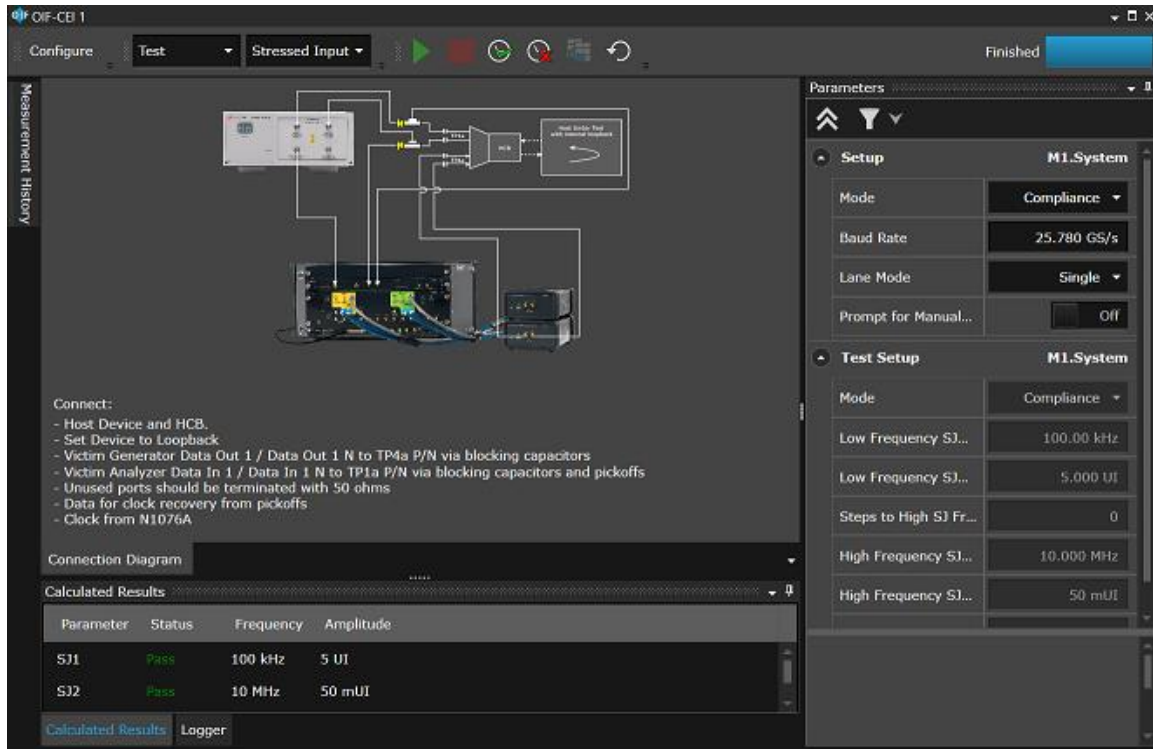 OIF-CEI 1
Configure
Test
Stressed Input
Finished
Measurement History
TP4a
TP4a
HCB
Connect:
- Host Device and HCB.
- Set Device to Loopback
- Victim Generator Data Out 1 / Data Out 1 N to TP4a P/N via blocking capacitors
- Victim Analyzer Data In 1 / Data In 1 N to TP1a P/N via blocking capacitors and pickoffs
- Unused ports should be terminated with 50 ohms
- Data for clock recovery from pickoffs
- Clock from N1076A
Connection Diagram
Calculated Results
Parameter Status Frequency Amplitude
SJ1 Pass 100 kHz 5 UI
SJ2 Pass 10 MHz 50 mUI
Calculated Results Logger
Parameters
Setup M1.System
Mode Compliance
Baud Rate 25.780 GS/s
Lane Mode Single
Prompt for Manual... Off
Test Setup M1.System
Mode Compliance
Low Frequency SJ... 100.00 kHz
Low Frequency SJ... 5.000 UI
Steps to High SJ Fr... 0
High Frequency SJ... 10.000 MHz
High Frequency SJ... 50 mUI